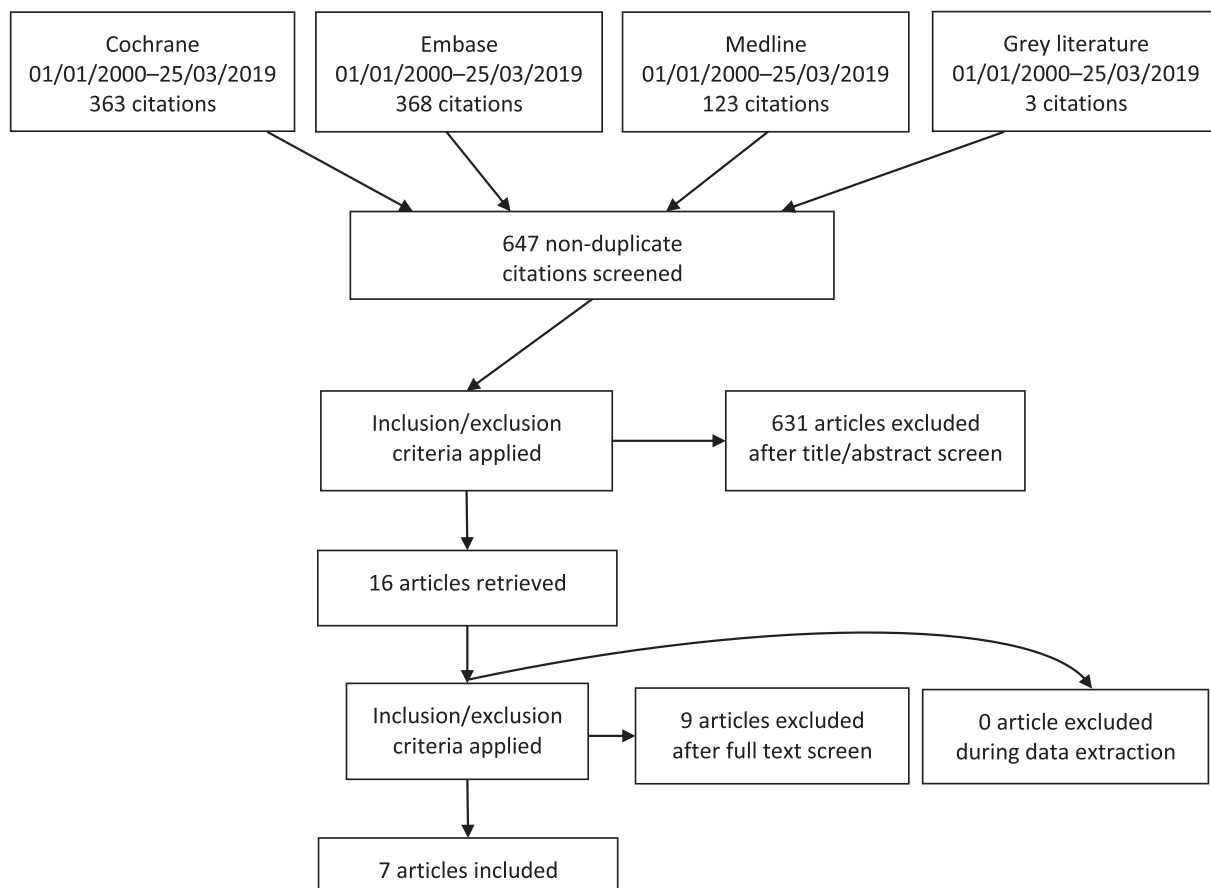 Cochrane
01/01/2000–25/03/2019
363 citations
Embase
01/01/2000–25/03/2019
368 citations
Medline
01/01/2000–25/03/2019
123 citations
Grey literature
01/01/2000–25/03/2019
3 citations
647 non-duplicate
citations screened
Inclusion/exclusion
criteria applied
631 articles excluded
after title/abstract screen
16 articles retrieved
Inclusion/exclusion
criteria applied
9 articles excluded
after full text screen
0 article excluded
during data extraction
7 articles included